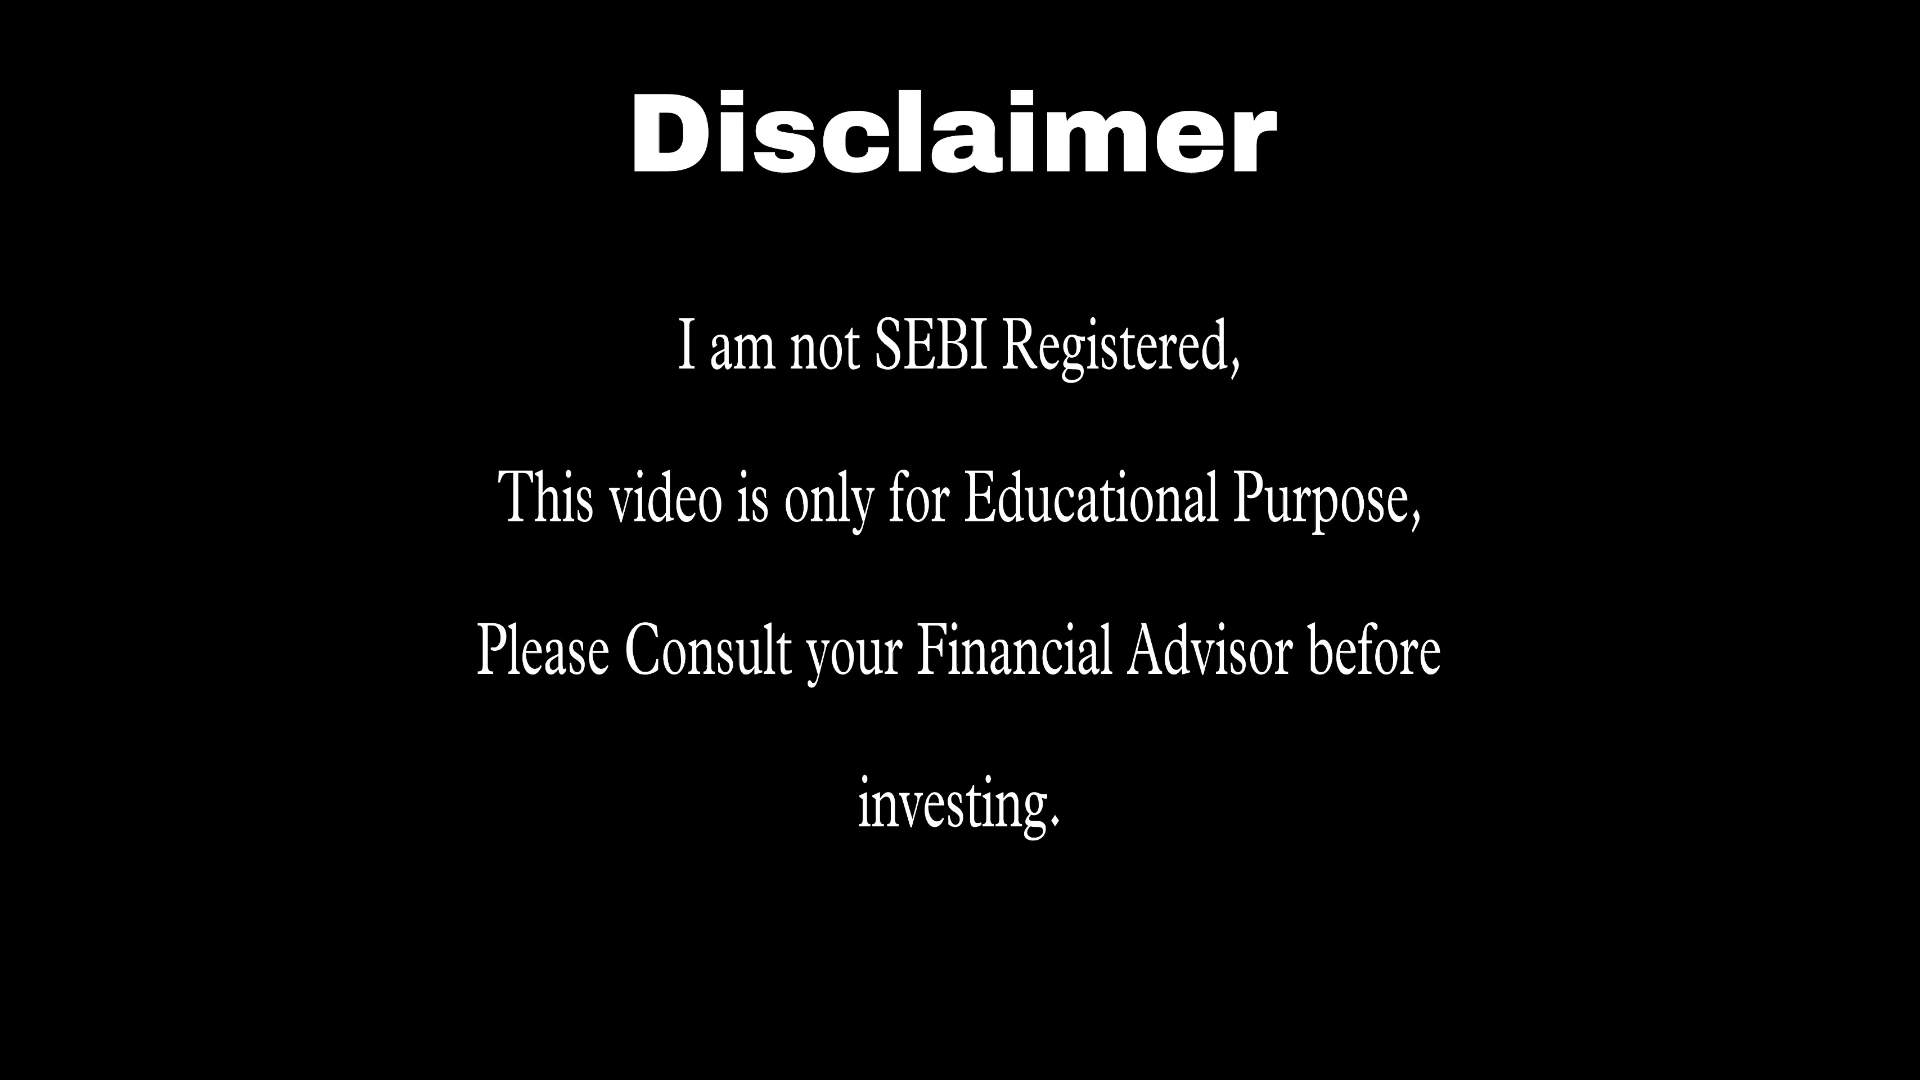 Disclaimer
I am not SEBI Registered,
This video is only for Educational Purpose,
Please Consult your Financial Advisor before
investing.